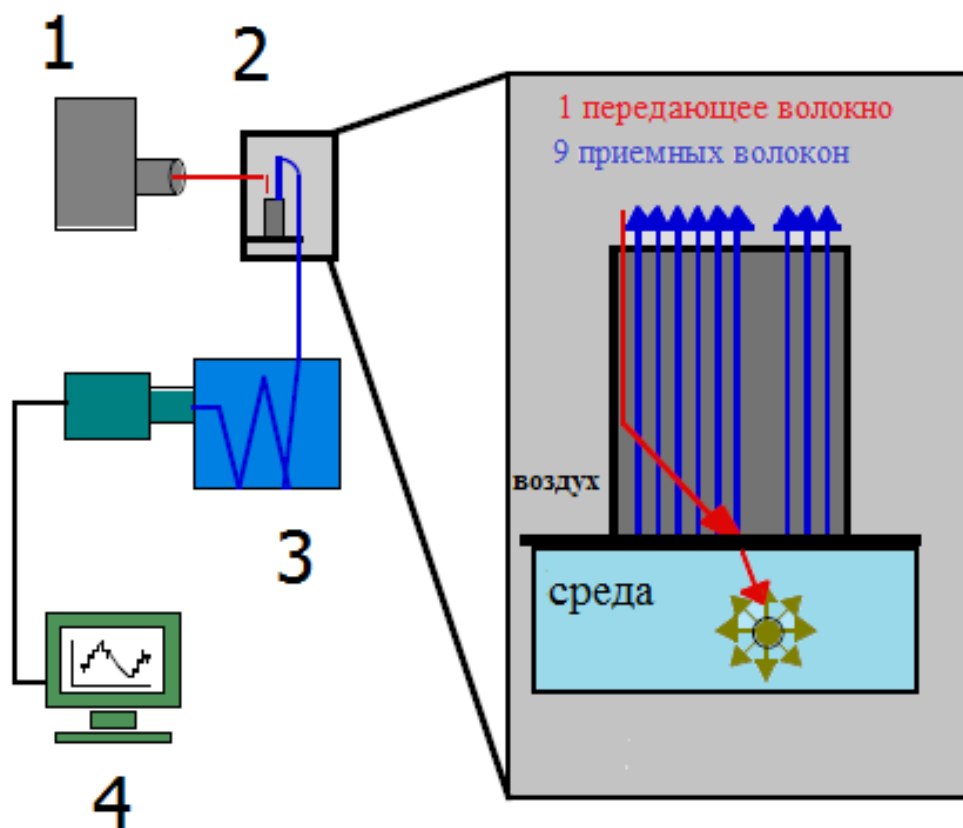 1
2
1 передающее волокно
9 приемных волокон
воздух
среда
3
4